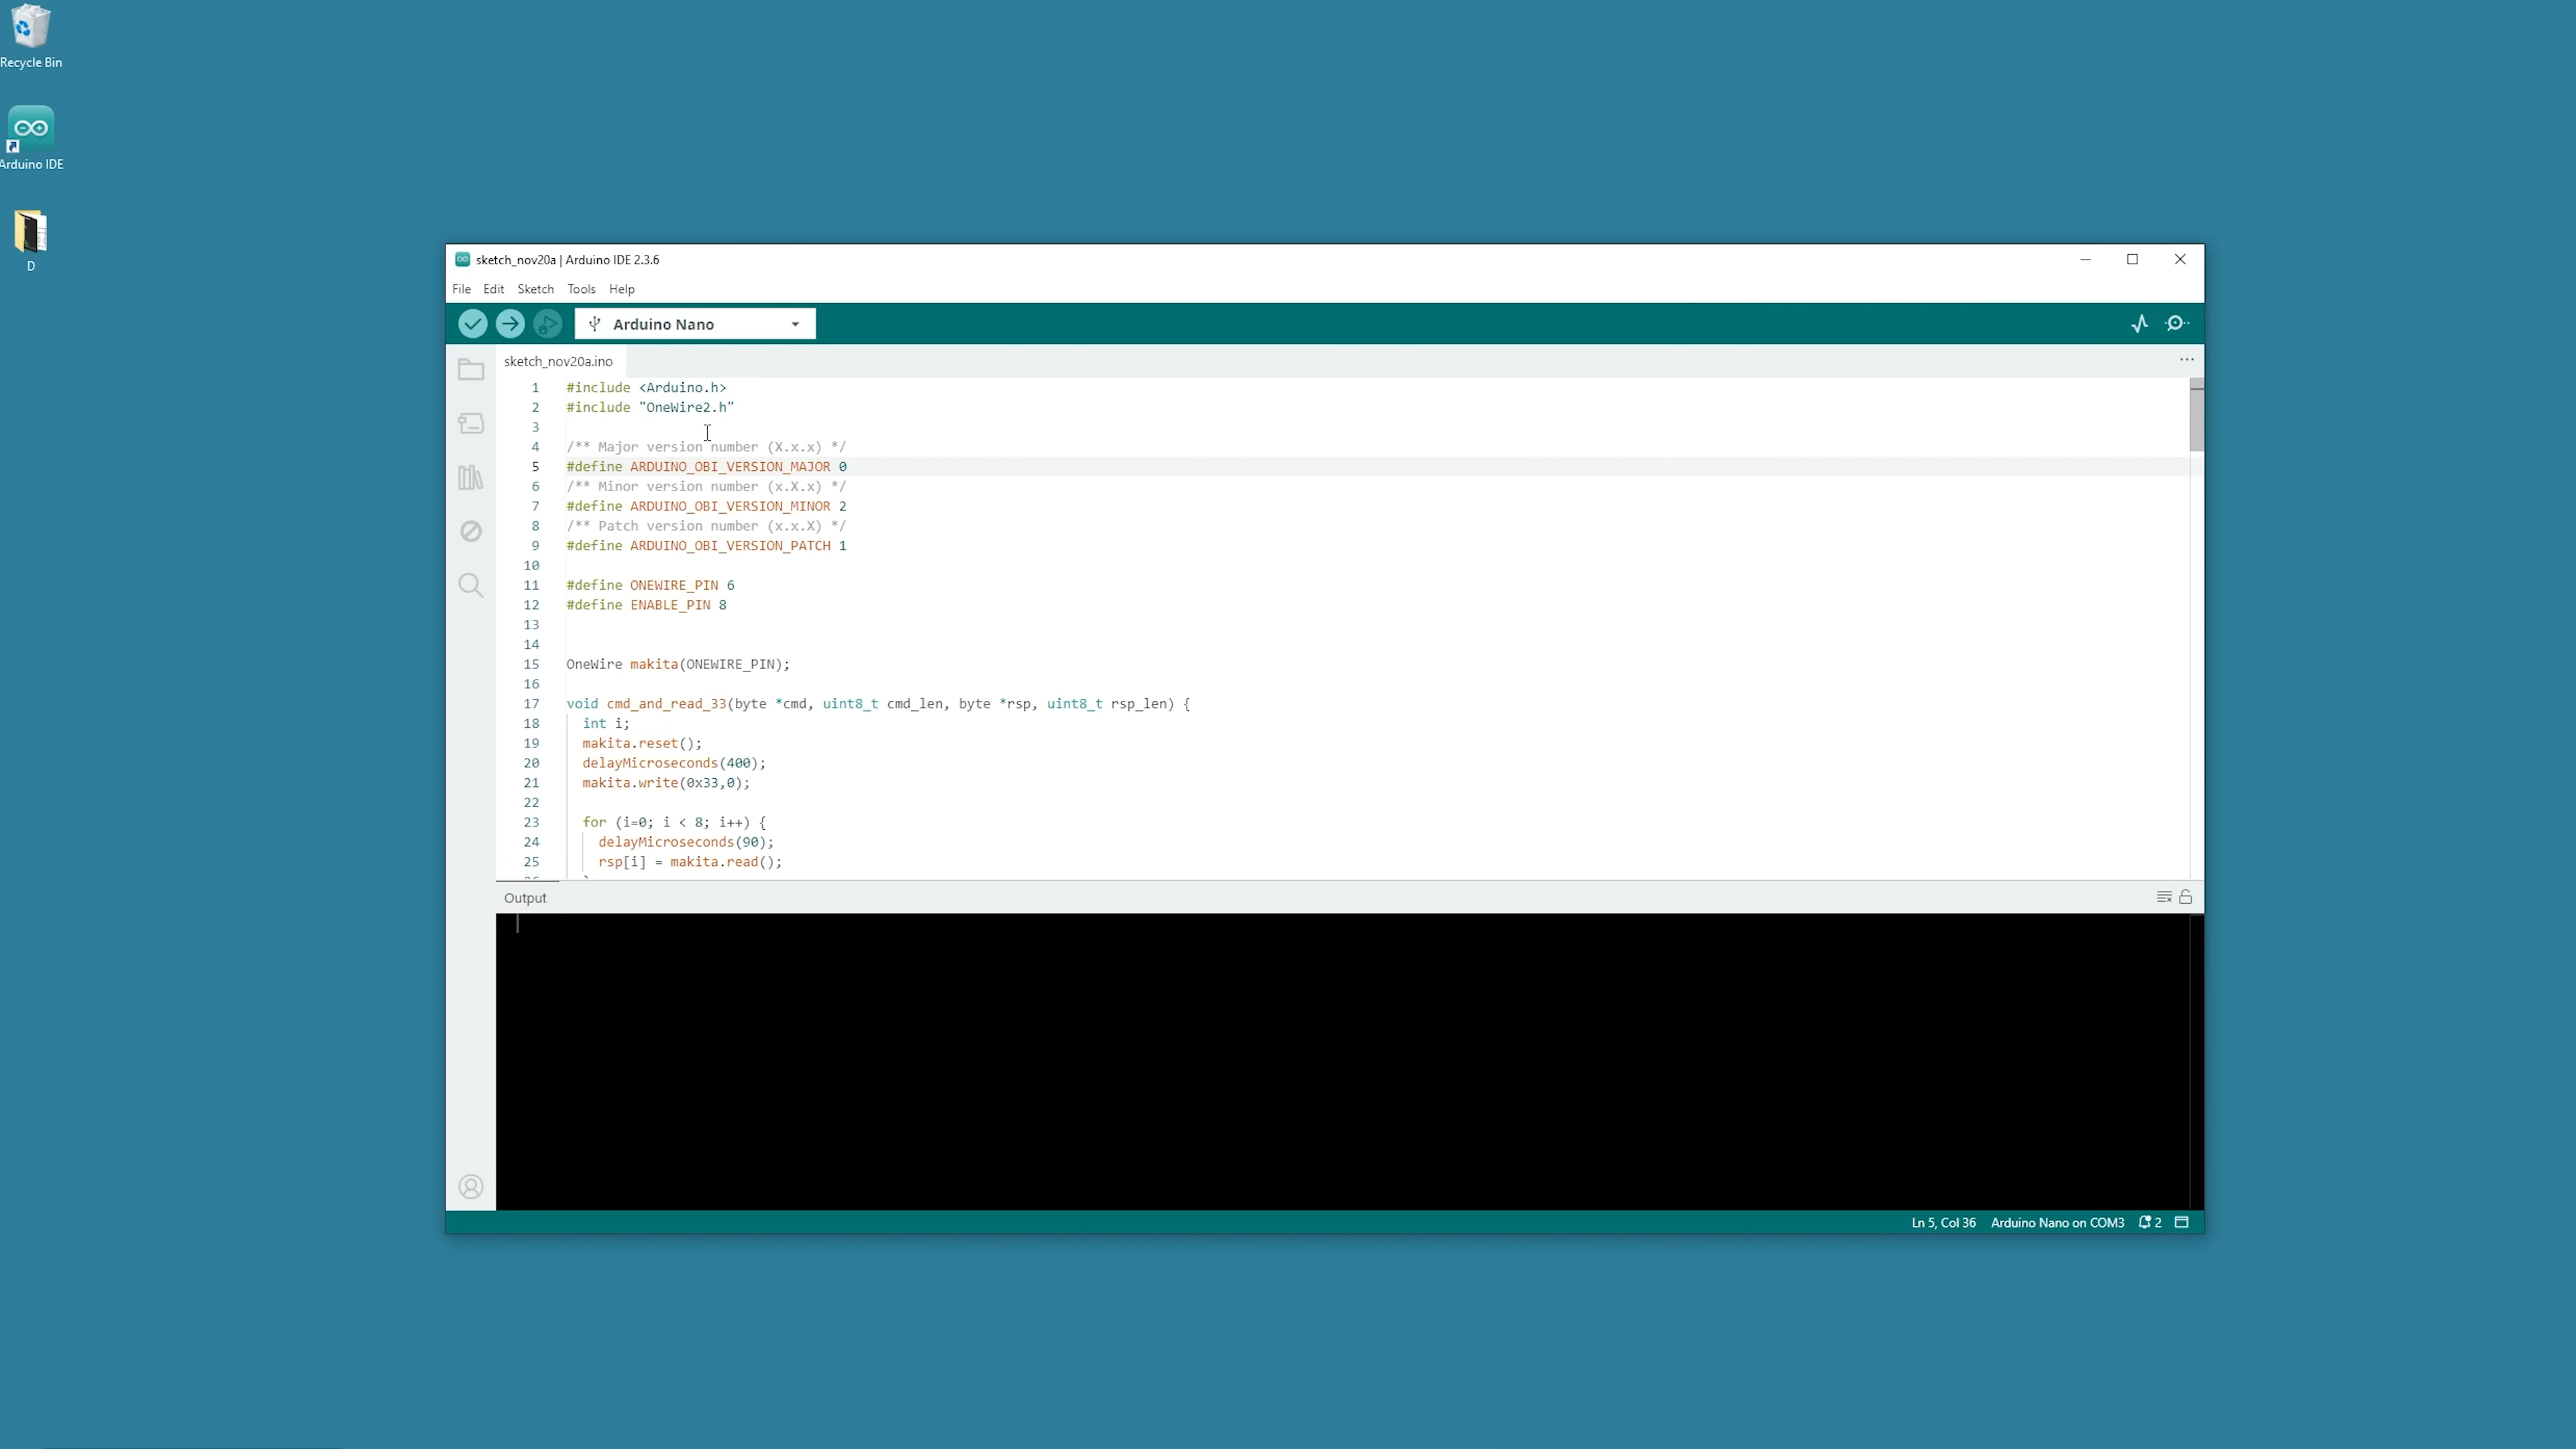 Recycle Bin
Arduino IDE
D
sketch_nov20a | Arduino IDE 2.3.6
File Edit Sketch Tools Help
Arduino Nano
sketch_nov20a.ino
1 #include <Arduino.h>
2 #include "OneWire2.h"
3
4 /** Major version number (X.x.x) */
5 #define ARDUINO_OBI_VERSION_MAJOR 0
6 /** Minor version number (x.X.x) */
7 #define ARDUINO_OBI_VERSION_MINOR 2
8 /** Patch version number (x.x.X) */
9 #define ARDUINO_OBI_VERSION_PATCH 1
10
11 #define ONEWIRE_PIN 6
12 #define ENABLE_PIN 8
13
14
15 OneWire makita(ONEWIRE_PIN);
16
17 void cmd_and_read_33(byte *cmd, uint8_t cmd_len, byte *rsp, uint8_t rsp_len) {
18 int i;
19 makita.reset();
20 delayMicroseconds(400);
21 makita.write(0x33,0);
22
23 for (i=0; i < 8; i++) {
24 delayMicroseconds(90);
25 rsp[i] = makita.read();
Output
Ln 5, Col 36 Arduino Nano on COM3 2